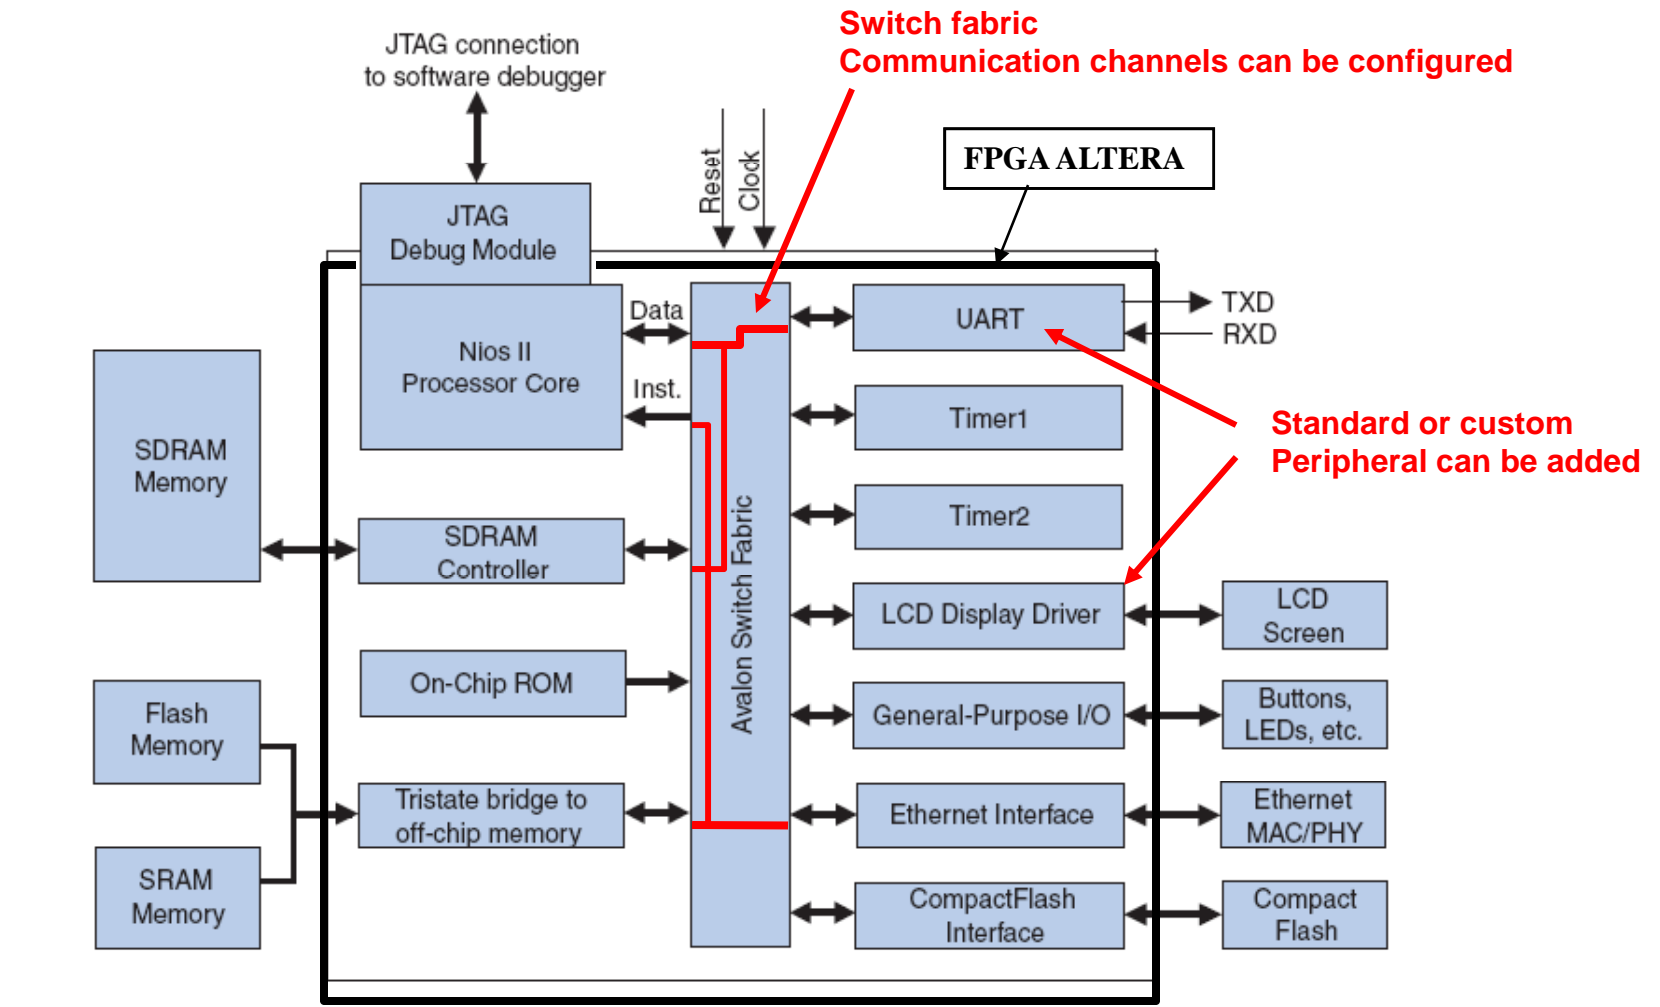 Switch fabric
Communication channels can be configured
JTAG connection
to software debugger
Reset
Clock
FPGA ALTERA
JTAG
Debug Module
Data
Nios II
Processor Core
Inst.
UART
TXD
RXD
Timer1
Standard or custom
Peripheral can be added
SDRAM
Memory
Timer2
SDRAM
Controller
Avalon Switch Fabric
LCD Display Driver
LCD
Screen
On-Chip ROM
General-Purpose I/O
Buttons,
LEDs, etc.
Flash
Memory
Tristate bridge to
off-chip memory
Ethernet Interface
Ethernet
MAC/PHY
SRAM
Memory
CompactFlash
Interface
Compact
Flash